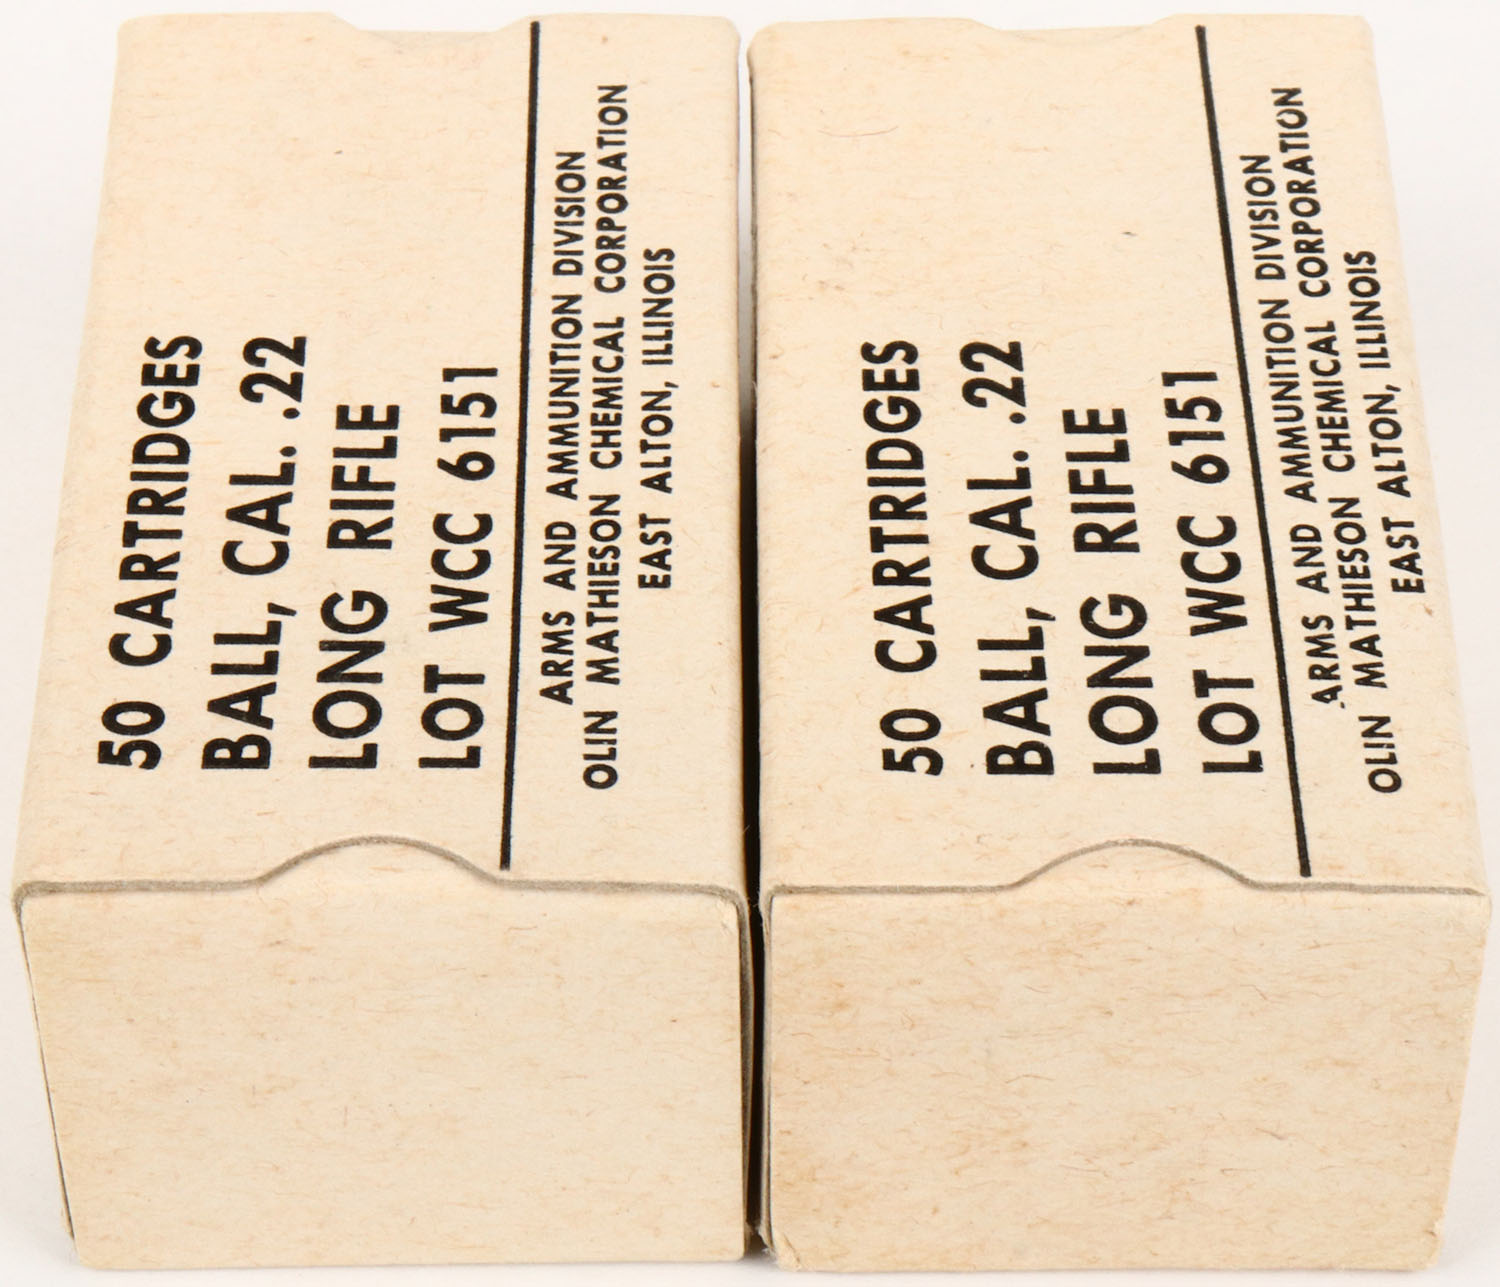 50 CARTRIDGES
BALL, CAL. .22
LONG RIFLE
LOT WCC 6151
ARMS AND AMMUNITION DIVISION
OLIN MATHIESON CHEMICAL CORPORATION
EAST ALTON, ILLINOIS
50 CARTRIDGES
BALL, CAL. .22
LONG RIFLE
LOT WCC 6151
ARMS AND AMMUNITION DIVISION
OLIN MATHIESON CHEMICAL CORPORATION
EAST ALTON, ILLINOIS